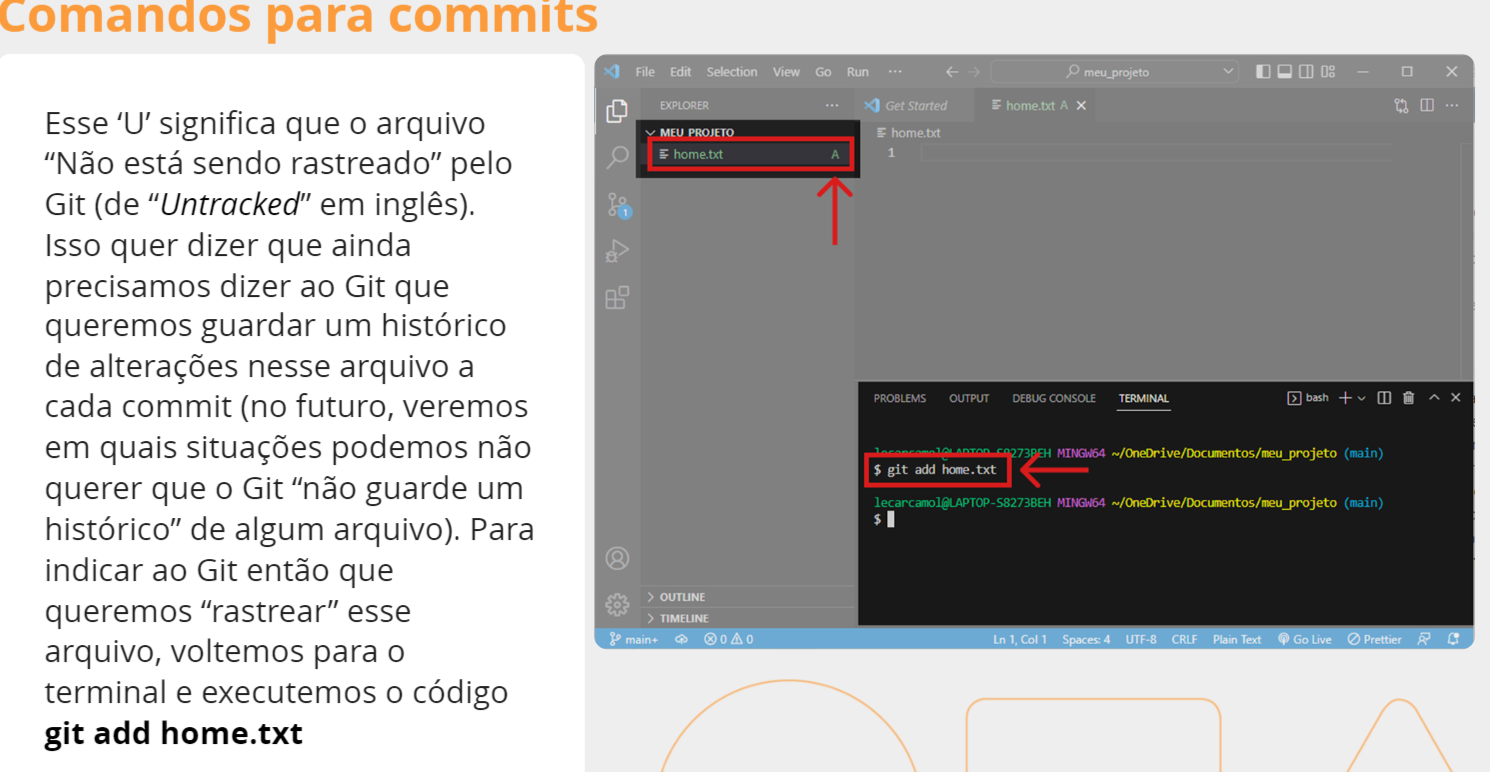 Comandos para commits
Esse ‘U’ significa que o arquivo
“Não está sendo rastreado” pelo
Git (de “Untracked” em inglês).
Isso quer dizer que ainda
precisamos dizer ao Git que
queremos guardar um histórico
de alterações nesse arquivo a
cada commit (no futuro, veremos
em quais situações podemos não
querer que o Git “não guarde um
histórico” de algum arquivo). Para
indicar ao Git então que
queremos “rastrear” esse
arquivo, voltemos para o
terminal e executemos o código
git add home.txt
File Edit Selection View Go Run ··· meu_projeto
EXPLORER ···
Get Started
home.txt A
MEU PROJETO
home.txt A
home.txt
1
1
PROBLEMS OUTPUT DEBUG CONSOLE TERMINAL
bash
lecarcamol@LAPTOP-S8273BEH MINGW64 ~/OneDrive/Documentos/meu_projeto (main)
$ git add home.txt
lecarcamol@LAPTOP-S8273BEH MINGW64 ~/OneDrive/Documentos/meu_projeto (main)
$
OUTLINE
TIMELINE
main+ 0 0 Ln 1, Col 1 Spaces: 4 UTF-8 CRLF Plain Text Go Live Prettier